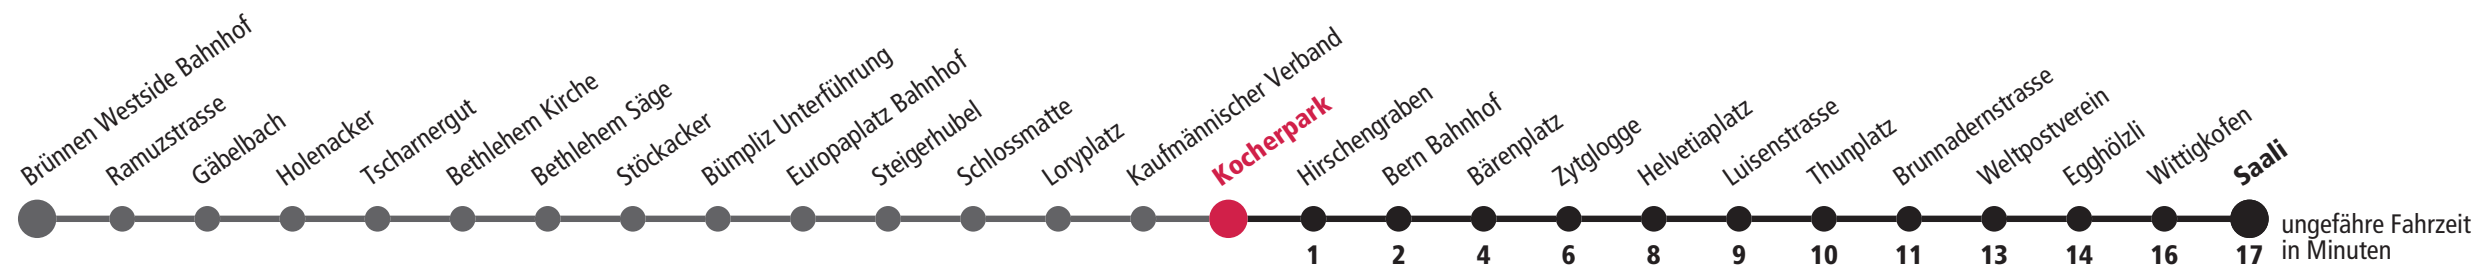 Brünnen Westside Bahnhof
Ramuzstrasse
Gäbelbach
Holenacker
Tscharnergut
Bethlehem Kirche
Bethlehem Säge
Stöckacker
Bümpliz Unterführung
Europaplatz Bahnhof
Steigerhubel
Schlossmatte
Loryplatz
Kaufmännischer Verband
Kocherpark
Hirschengraben
Bern Bahnhof
Bärenplatz
Zytglogge
Helvetiaplatz
Luisenstrasse
Thunplatz
Brunnadernstrasse
Weltpostverein
Egghölzli
Wittigkofen
Saali
1 2 4 6 8 9 10 11 13 14 16 17
ungefähre Fahrzeit
in Minuten